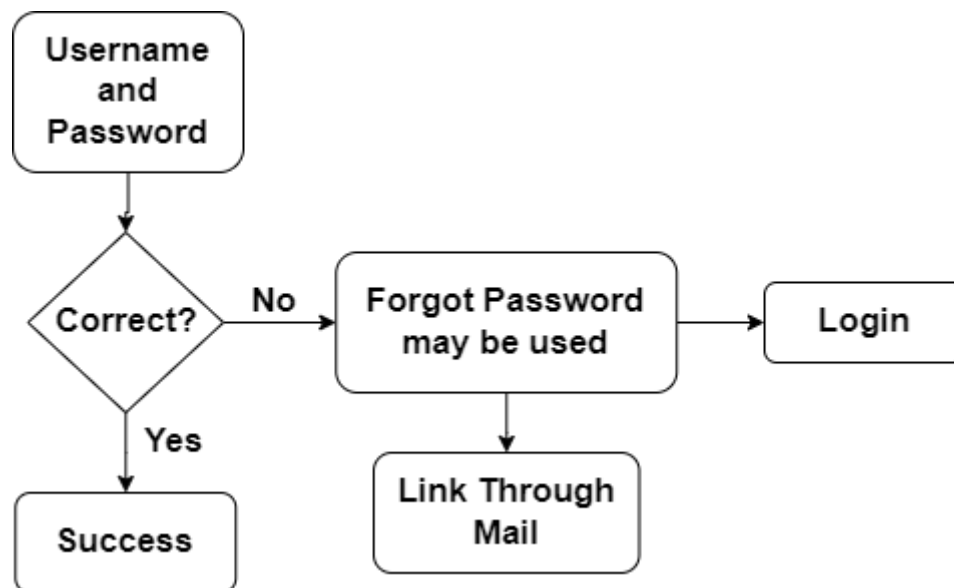 Username
and
Password
Correct?
No
Forgot Password
may be used
Login
Yes
Link Through
Mail
Success